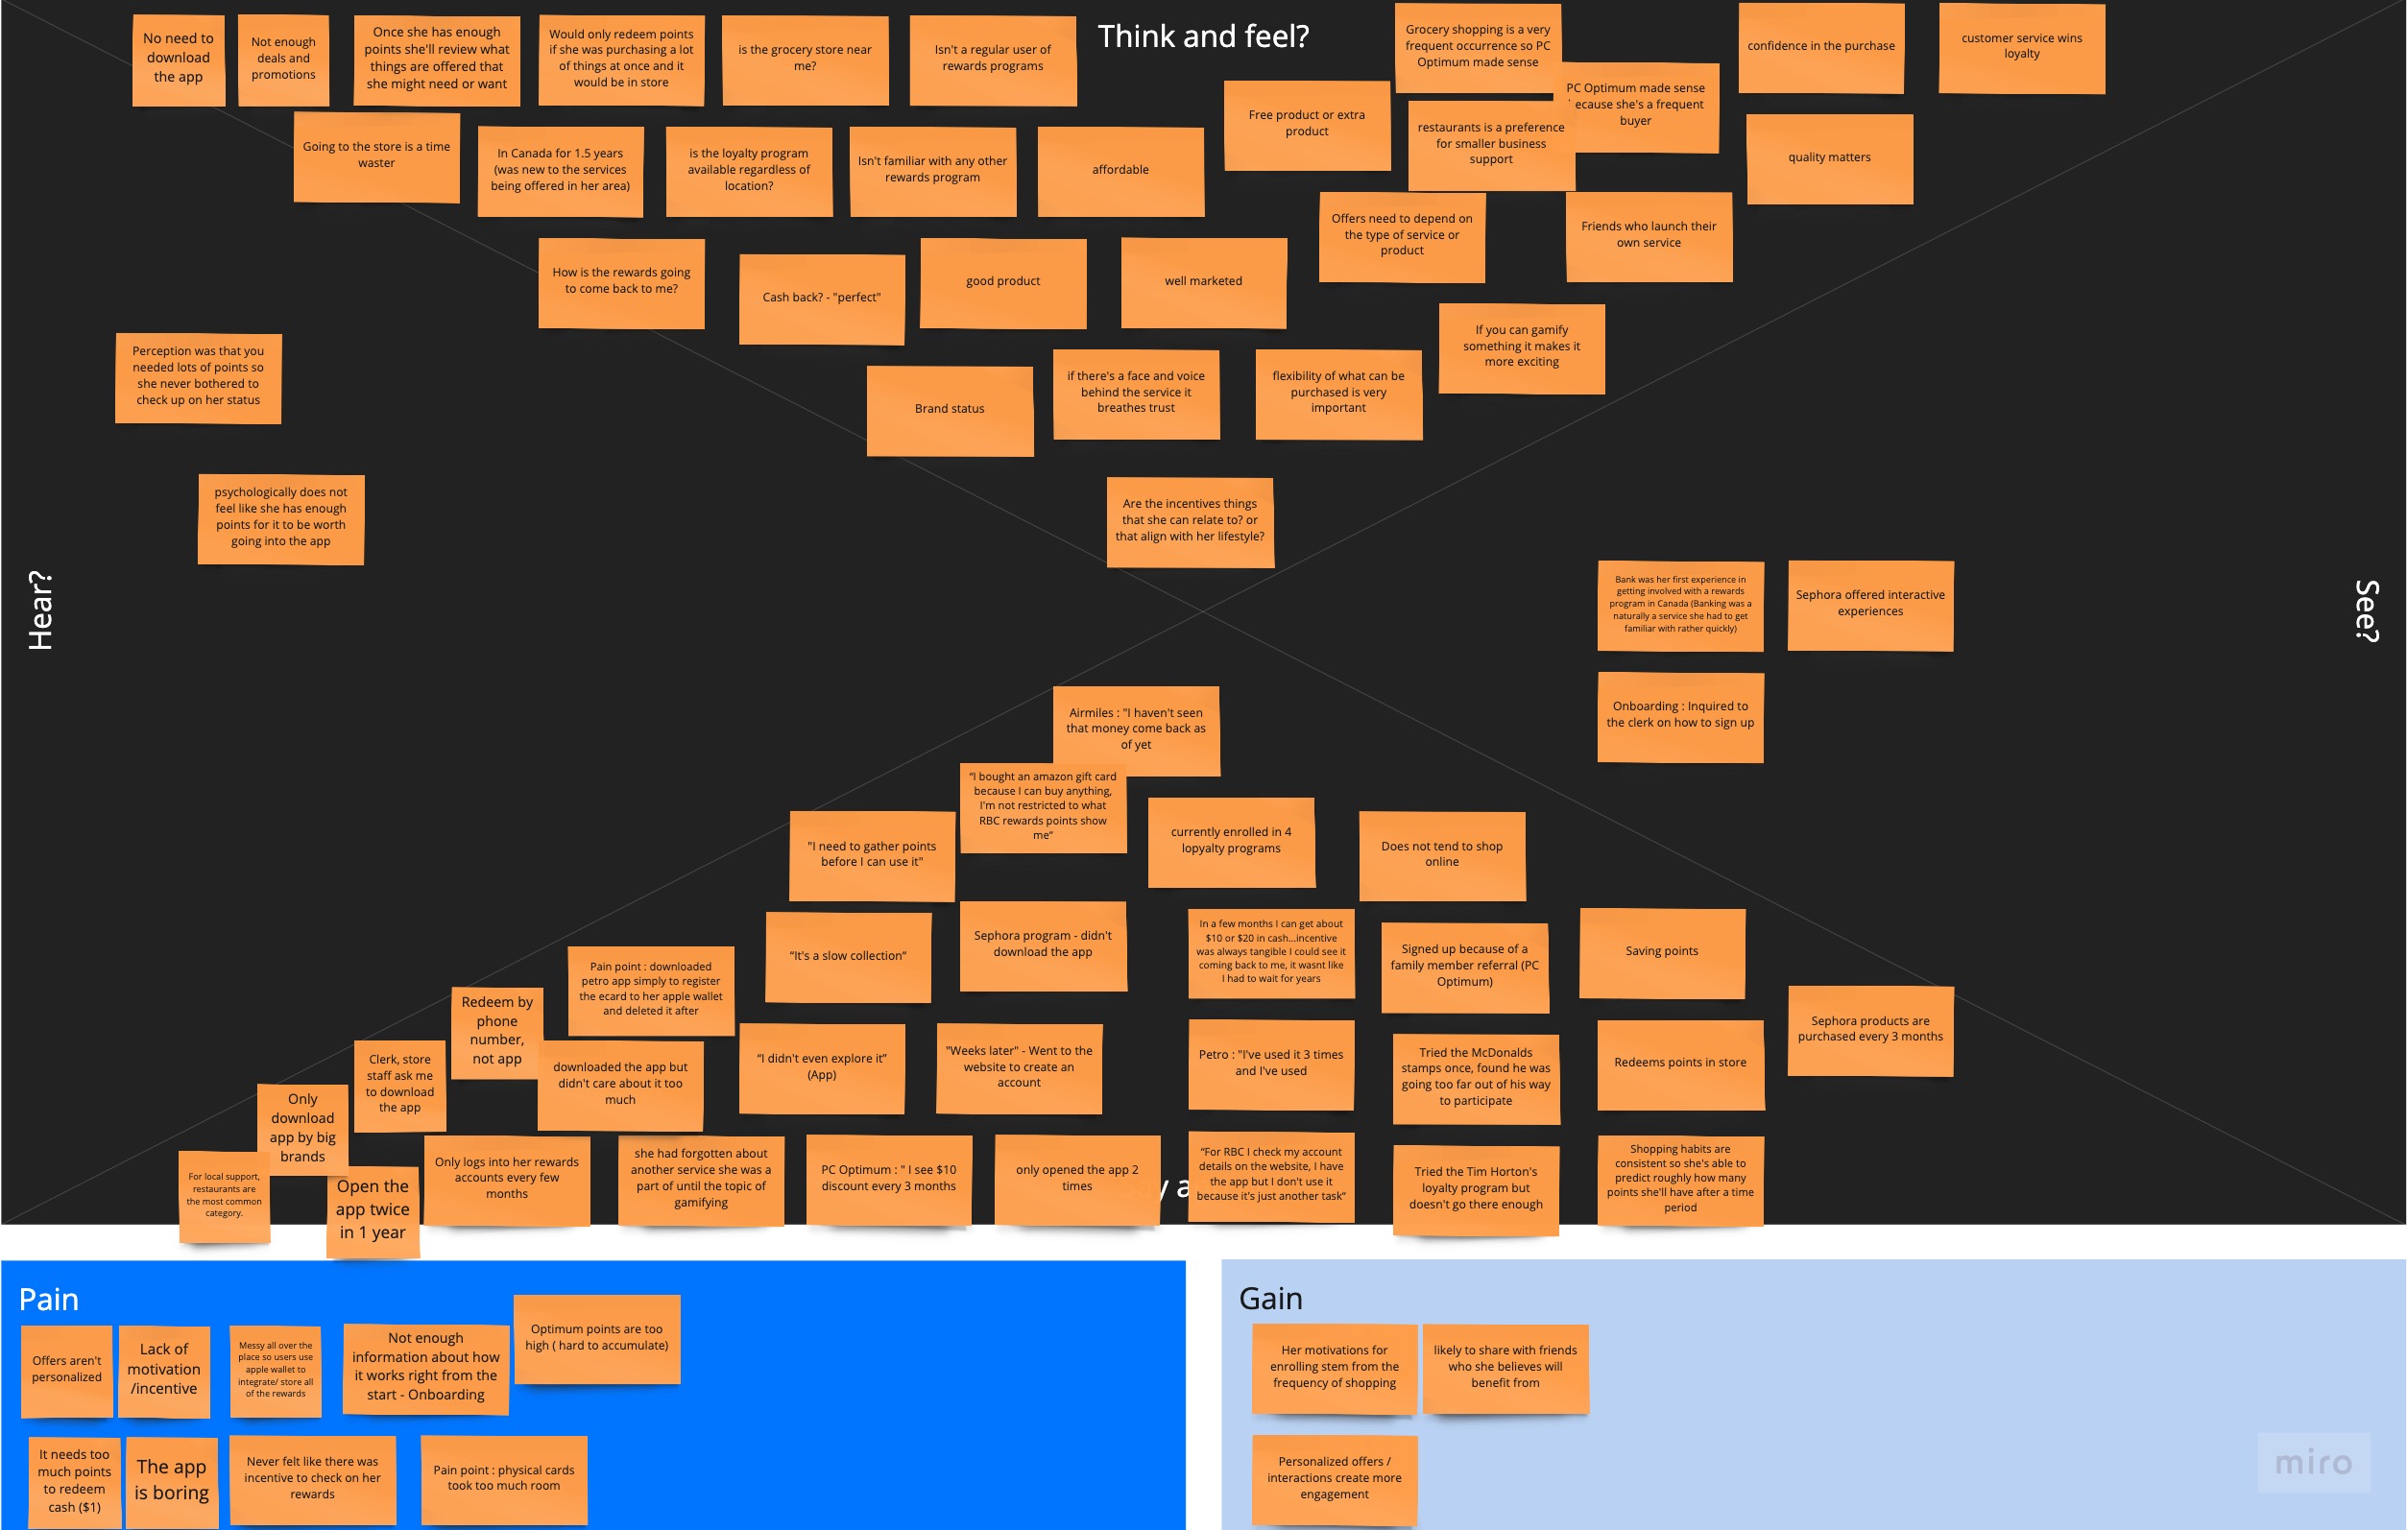 Think and feel?
No need to
download
the app
Not enough
deals and
promotions
Once she has enough
points she'll review what
things are offered that
she might need or want
Would only redeem points
if she was purchasing a lot
of things at once and it
would be in store
is the grocery store near
me?
Isn't a regular user of
rewards programs
Grocery shopping is a very
frequent occurrence so PC
Optimum made sense
PC Optimum made sense
because she's a frequent
buyer
confidence in the purchase
customer service wins
loyalty
Going to the store is a time
waster
In Canada for 1.5 years
(was new to the services
being offered in her area)
is the loyalty program
available regardless of
location?
Isn't familiar with any other
rewards program
affordable
Free product or extra
product
restaurants is a preference
for smaller business
support
quality matters
How is the rewards going
to come back to me?
Cash back? - "perfect"
good product
well marketed
Offers need to depend on
the type of service or
product
Friends who launch their
own service
Brand status
if there's a face and voice
behind the service it
breathes trust
flexibility of what can be
purchased is very
important
If you can gamify
something it makes it
more exciting
Are the incentives things
that she can relate to? or
that align with her lifestyle?
Hear?
Perception was that you
needed lots of points so
she never bothered to
check up on her status
psychologically does not
feel like she has enough
points for it to be worth
going into the app
See?
Bank was her first experience in
getting involved with a rewards
program in Canada (Banking was a
naturally a service she had to get
familiar with rather quickly)
Sephora offered interactive
experiences
Onboarding : Inquired to
the clerk on how to sign up
Airmiles : "I haven't seen
that money come back as
of yet
“I bought an amazon gift card
because I can buy anything,
I'm not restricted to what
RBC rewards points show
me”
"I need to gather points
before I can use it"
currently enrolled in 4
lopyalty programs
Does not tend to shop
online
“It's a slow collection”
Sephora program - didn't
download the app
In a few months I can get about
$10 or $20 in cash...incentive
was always tangible I could see it
coming back to me, it wasnt like
I had to wait for years
Signed up because of a
family member referral (PC
Optimum)
Saving points
Pain point : downloaded
petro app simply to register
the ecard to her apple wallet
and deleted it after
Redeem by
phone
number,
not app
Clerk, store
staff ask me
to download
the app
downloaded the app but
didn't care about it too
much
“I didn't even explore it”
(App)
"Weeks later" - Went to the
website to create an
account
Petro : "I've used it 3 times
and I've used
Tried the McDonalds
stamps once, found he was
going too far out of his way
to participate
Redeems points in store
Sephora products are
purchased every 3 months
Only
download
app by big
brands
For local support,
restaurants are
the most common
category.
Open the
app twice
in 1 year
Only logs into her rewards
accounts every few
months
she had forgotten about
another service she was a
part of until the topic of
gamifying
PC Optimum : " I see $10
discount every 3 months
only opened the app 2
times
“For RBC I check my account
details on the website, I have
the app but I don't use it
because it's just another task”
Tried the Tim Horton's
loyalty program but
doesn't go there enough
Shopping habits are
consistent so she's able to
predict roughly how many
points she'll have after a time
period
Pain
Offers aren't
personalized
Lack of
motivation
/incentive
Messy all over the
place so users use
apple wallet to
integrate/ store all
of the rewards
Not enough
information about how
it works right from the
start - Onboarding
Optimum points are too
high ( hard to accumulate)
It needs too
much points
to redeem
cash ($1)
The app
is boring
Never felt like there was
incentive to check on her
rewards
Pain point : physical cards
took too much room
Gain
Her motivations for
enrolling stem from the
frequency of shopping
likely to share with friends
who she believes will
benefit from
Personalized offers /
interactions create more
engagement
miro